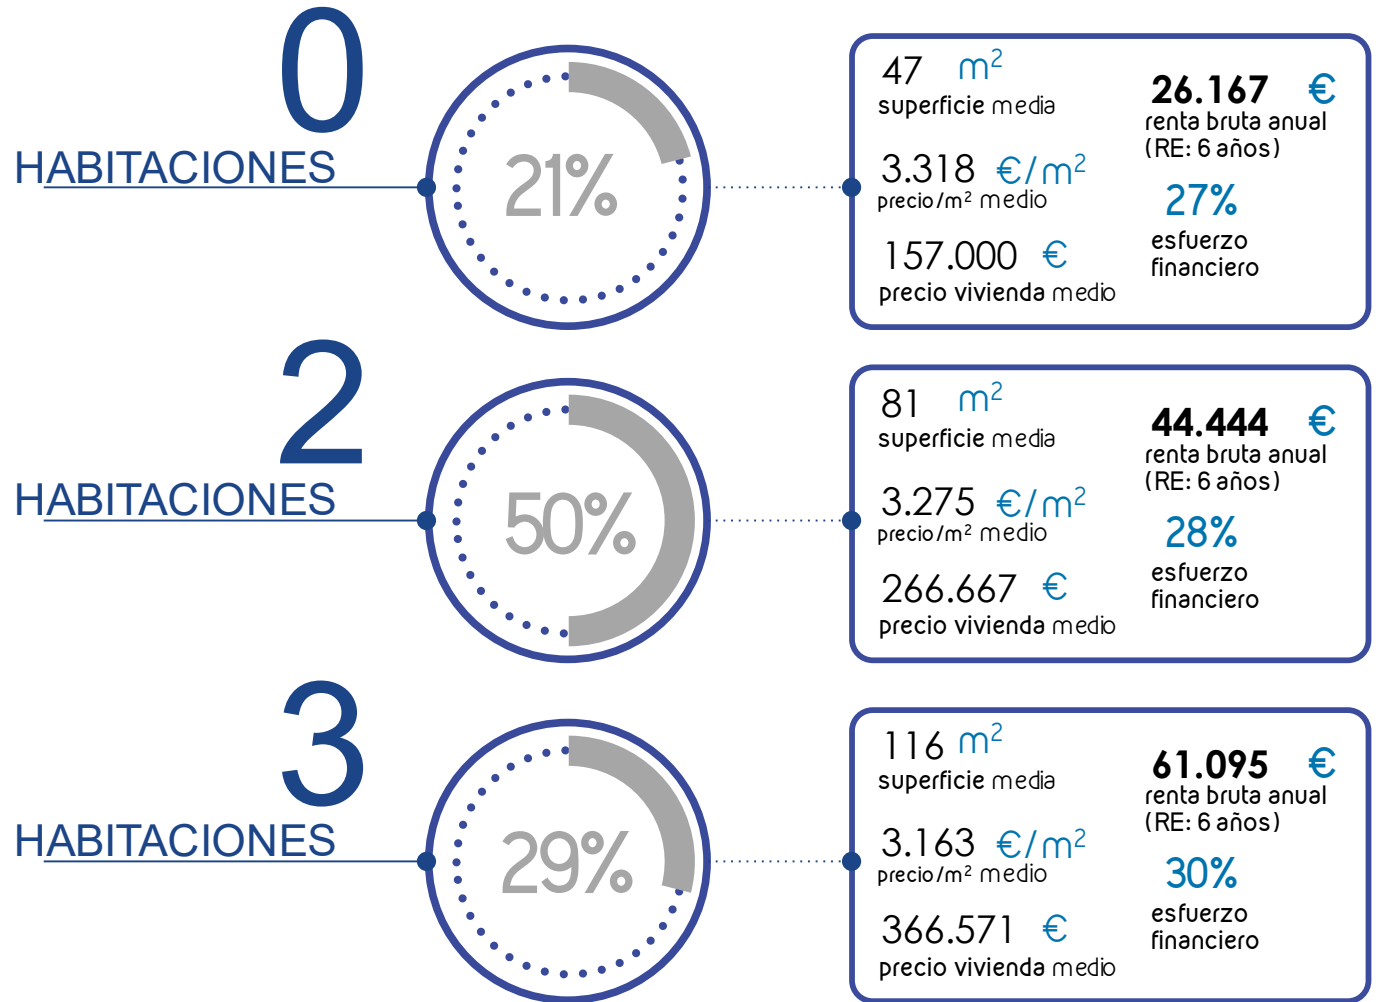 0
HABITACIONES
21%
47 m²
superficie media
3.318 €/m²
precio/m² medio
157.000 €
precio vivienda medio
26.167 €
renta bruta anual
(RE: 6 años)
27%
esfuerzo
financiero
2
HABITACIONES
50%
81 m²
superficie media
3.275 €/m²
precio/m² medio
266.667 €
precio vivienda medio
44.444 €
renta bruta anual
(RE: 6 años)
28%
esfuerzo
financiero
3
HABITACIONES
29%
116 m²
superficie media
3.163 €/m²
precio/m² medio
366.571 €
precio vivienda medio
61.095 €
renta bruta anual
(RE: 6 años)
30%
esfuerzo
financiero